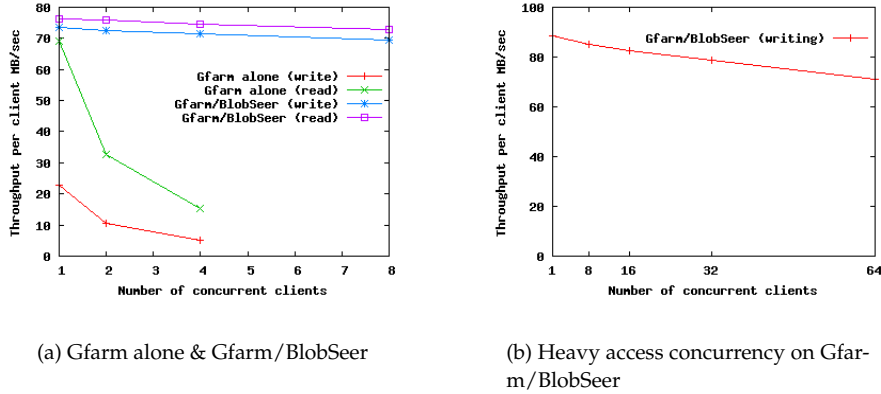 80
70
60
50
40
30
20
10
0
Throughput per client MB/sec
Gfarm alone (write)
Gfarm alone (read)
Gfarm/BlobSeer (write)
Gfarm/BlobSeer (read)
1 2 3 4 5 6 7 8
Number of concurrent clients
(a) Gfarm alone & Gfarm/BlobSeer
100
80
60
40
20
0
Throughput per client MB/sec
Gfarm/BlobSeer (writing)
1 8 16 32 64
Number of concurrent clients
(b) Heavy access concurrency on Gfar-
m/BlobSeer